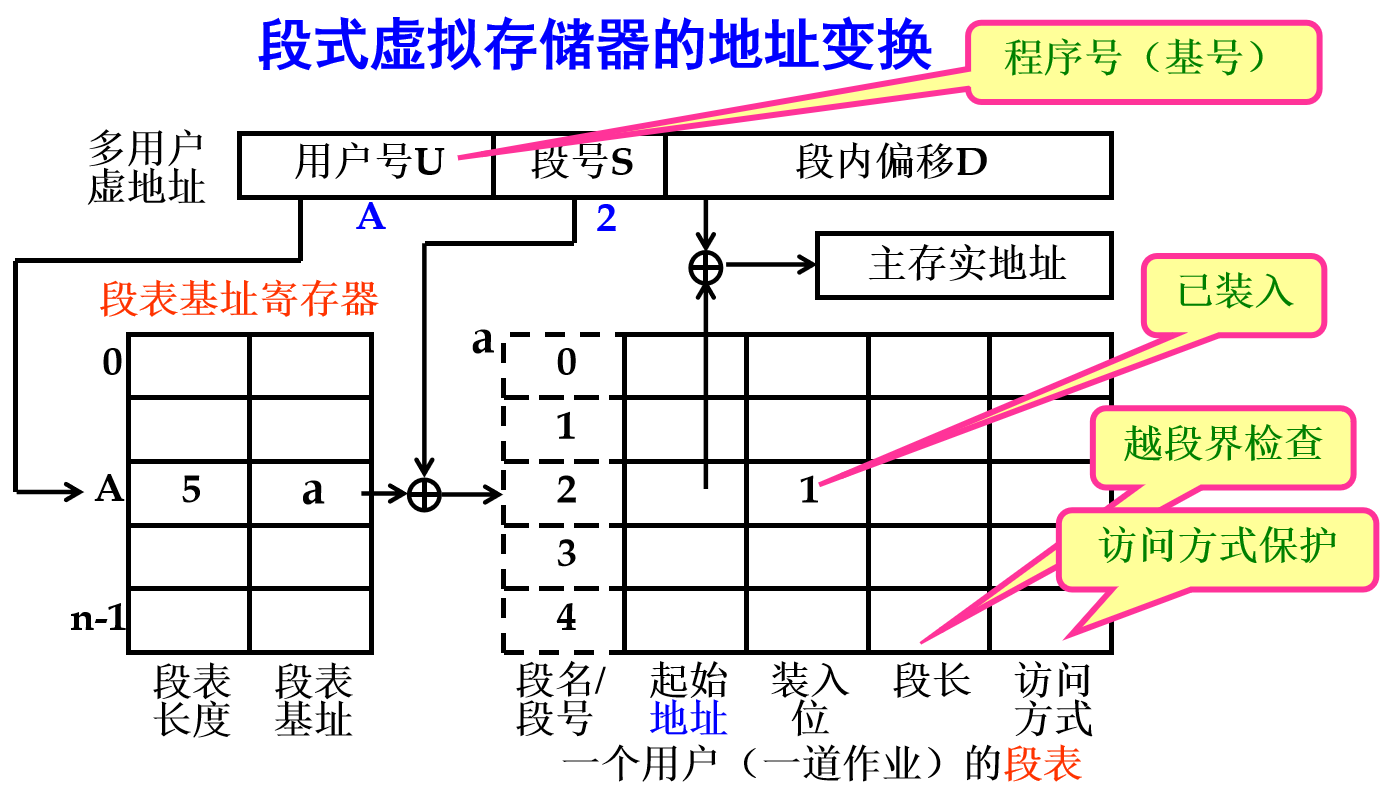 段式虚拟存储器的地址变换
程序号（基号）
多用户
虚地址
用户号U
段号S
段内偏移D
A
2
主存实地址
已装入
段表基址寄存器
a
0
0
1
越段界检查
A
5
a
2
1
访问方式保护
3
n-1
4
段表
长度
段表
基址
段名/
段号
起始
地址
装入
位
段长
访问
方式
一个用户（一道作业）的段表